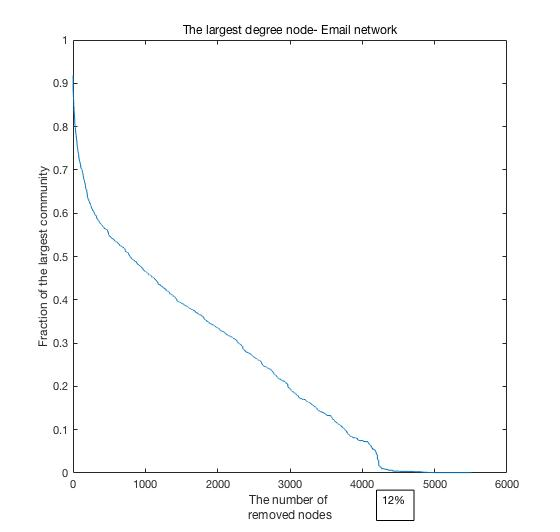 The largest degree node- Email network
1
0.9
0.8
0.7
0.6
0.5
0.4
0.3
0.2
0.1
0
Fraction of the largest community
0 1000 2000 3000 4000 5000 6000
The number of
removed nodes
12%